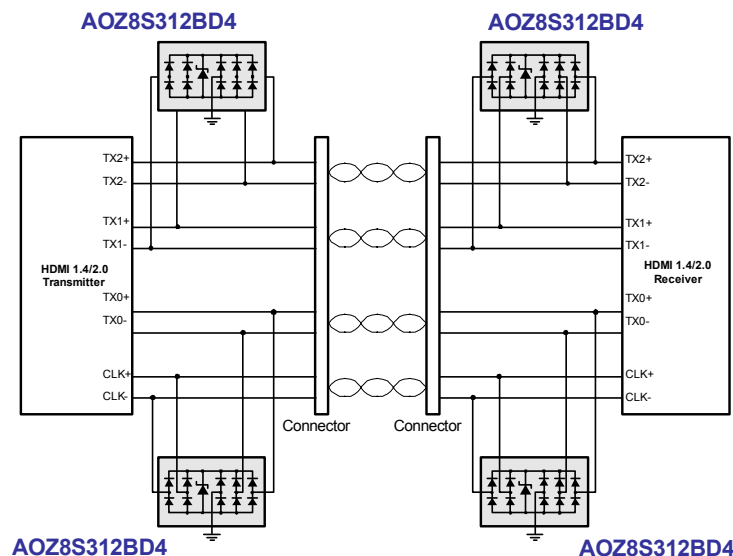 AOZ8S312BD4
AOZ8S312BD4
TX2+
TX2-
TX1+
TX1-
HDMI 1.4/2.0
Transmitter
TX0+
TX0-
CLK+
CLK-
TX2+
TX2-
TX1+
TX1-
HDMI 1.4/2.0
Receiver
TX0+
TX0-
CLK+
CLK-
Connector
Connector
AOZ8S312BD4
AOZ8S312BD4